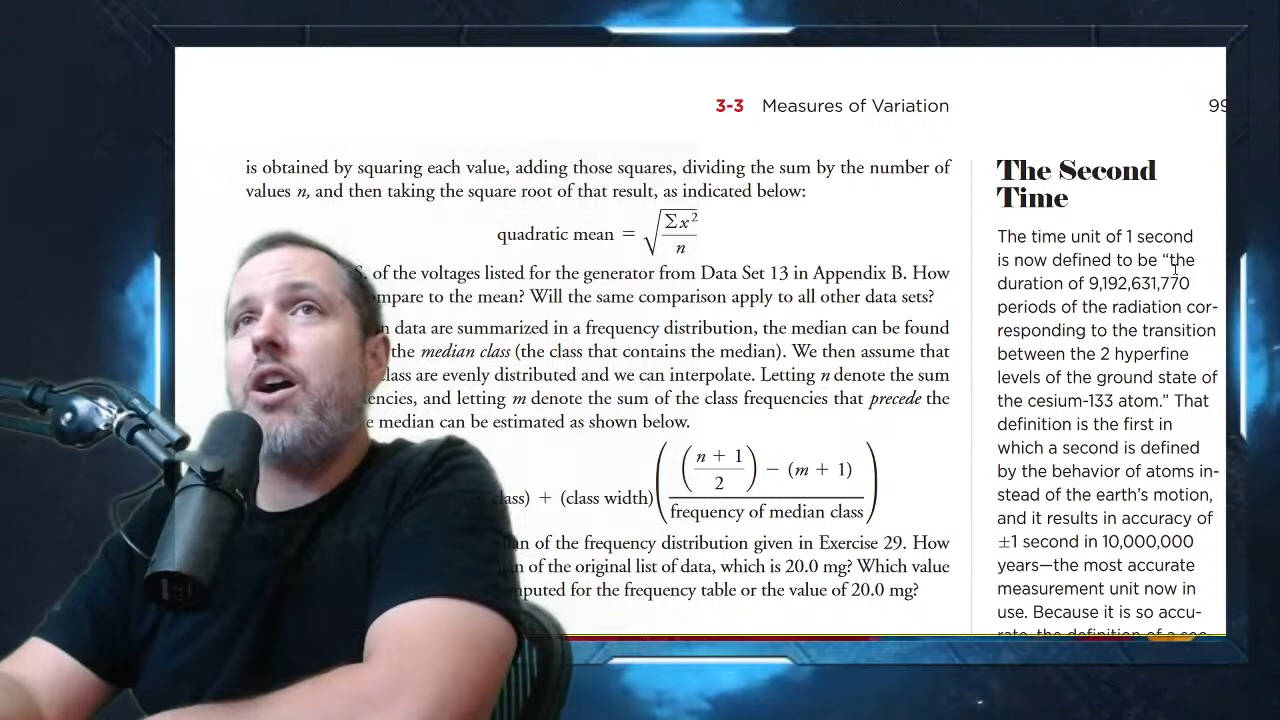 3-3 Measures of Variation
99
is obtained by squaring each value, adding those squares, dividing the sum by the number of
values n, and then taking the square root of that result, as indicated below:
quadratic mean = √(Σx²/n)
S. of the voltages listed for the generator from Data Set 13 in Appendix B. How
mpare to the mean? Will the same comparison apply to all other data sets?
n data are summarized in a frequency distribution, the median can be found
the median class (the class that contains the median). We then assume that
lass are evenly distributed and we can interpolate. Letting n denote the sum
encies, and letting m denote the sum of the class frequencies that precede the
e median can be estimated as shown below.
class) + (class width) ( ( (n + 1) / 2 ) − (m + 1) / frequency of median class )
an of the frequency distribution given in Exercise 29. How
n of the original list of data, which is 20.0 mg? Which value
mputed for the frequency table or the value of 20.0 mg?
The Second
Time
The time unit of 1 second
is now defined to be “the
duration of 9,192,631,770
periods of the radiation cor-
responding to the transition
between the 2 hyperfine
levels of the ground state of
the cesium-133 atom.” That
definition is the first in
which a second is defined
by the behavior of atoms in-
stead of the earth’s motion,
and it results in accuracy of
±1 second in 10,000,000
years—the most accurate
measurement unit now in
use. Because it is so accu-
rate, the definition of a sec-